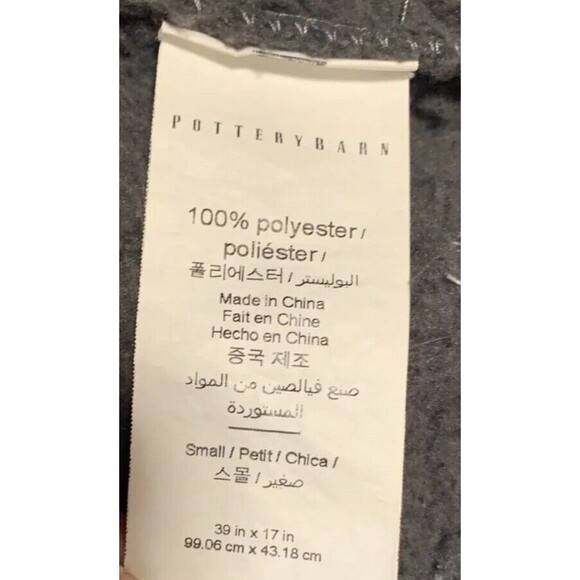 POTTERYBARN
100% polyester /
poliéster /
폴리에스터 / البوليستر
Made in China
Fait en Chine
Hecho en China
중국 제조
صنع فيالصين من المواد
المستوردة
Small / Petit / Chica /
스몰 / صغير
39 in x 17 in
99.06 cm x 43.18 cm